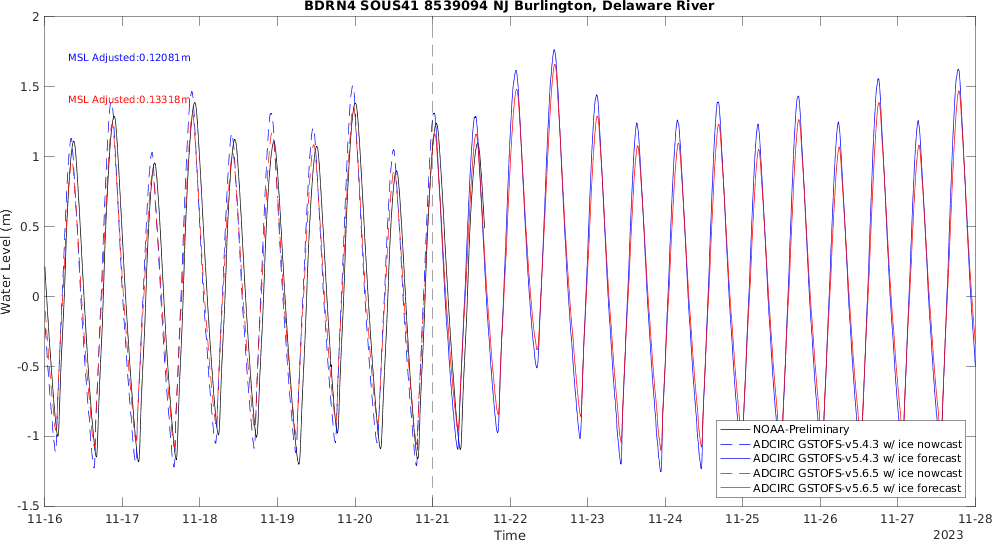 BDRN4 SOUS41 8539094 NJ Burlington, Delaware River
2
MSL Adjusted:0.12081m
1.5
MSL Adjusted:0.13318m
1
0.5
Water Level (m)
0
-0.5
-1
-1.5
NOAA-Preliminary
ADCIRC GSTOFS-v5.4.3 w/ ice nowcast
ADCIRC GSTOFS-v5.4.3 w/ ice forecast
ADCIRC GSTOFS-v5.6.5 w/ ice nowcast
ADCIRC GSTOFS-v5.6.5 w/ ice forecast
11-16 11-17 11-18 11-19 11-20 11-21 11-22 11-23 11-24 11-25 11-26 11-27 11-28
Time
2023